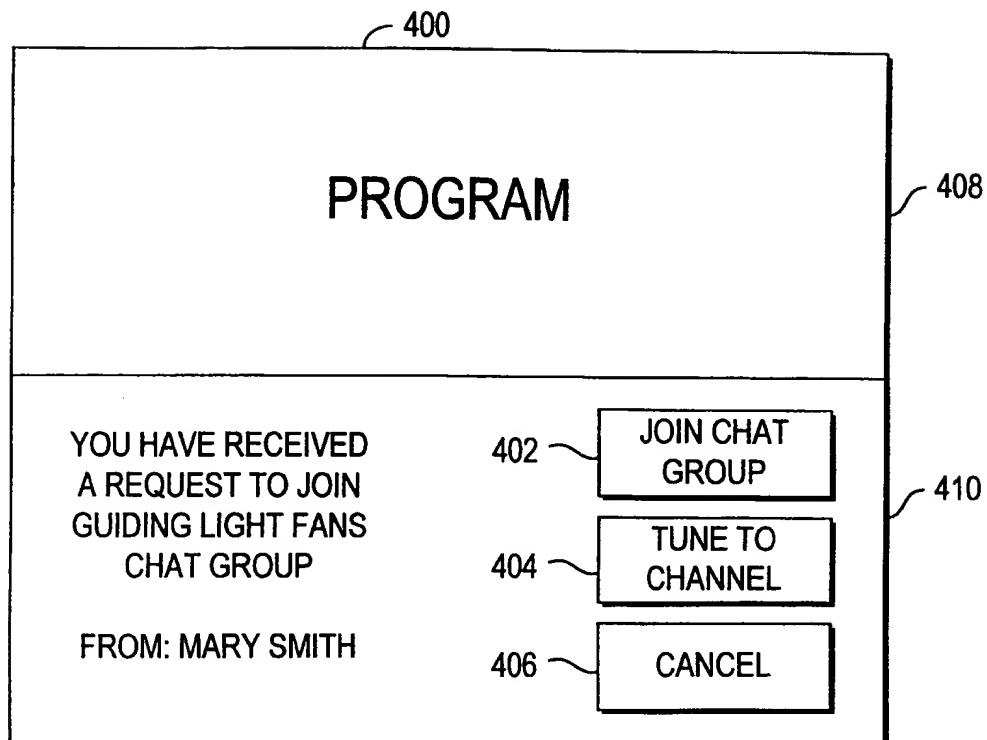 400
PROGRAM
408
YOU HAVE RECEIVED
A REQUEST TO JOIN
GUIDING LIGHT FANS
CHAT GROUP
FROM: MARY SMITH
402
JOIN CHAT
GROUP
410
404
TUNE TO
CHANNEL
406
CANCEL